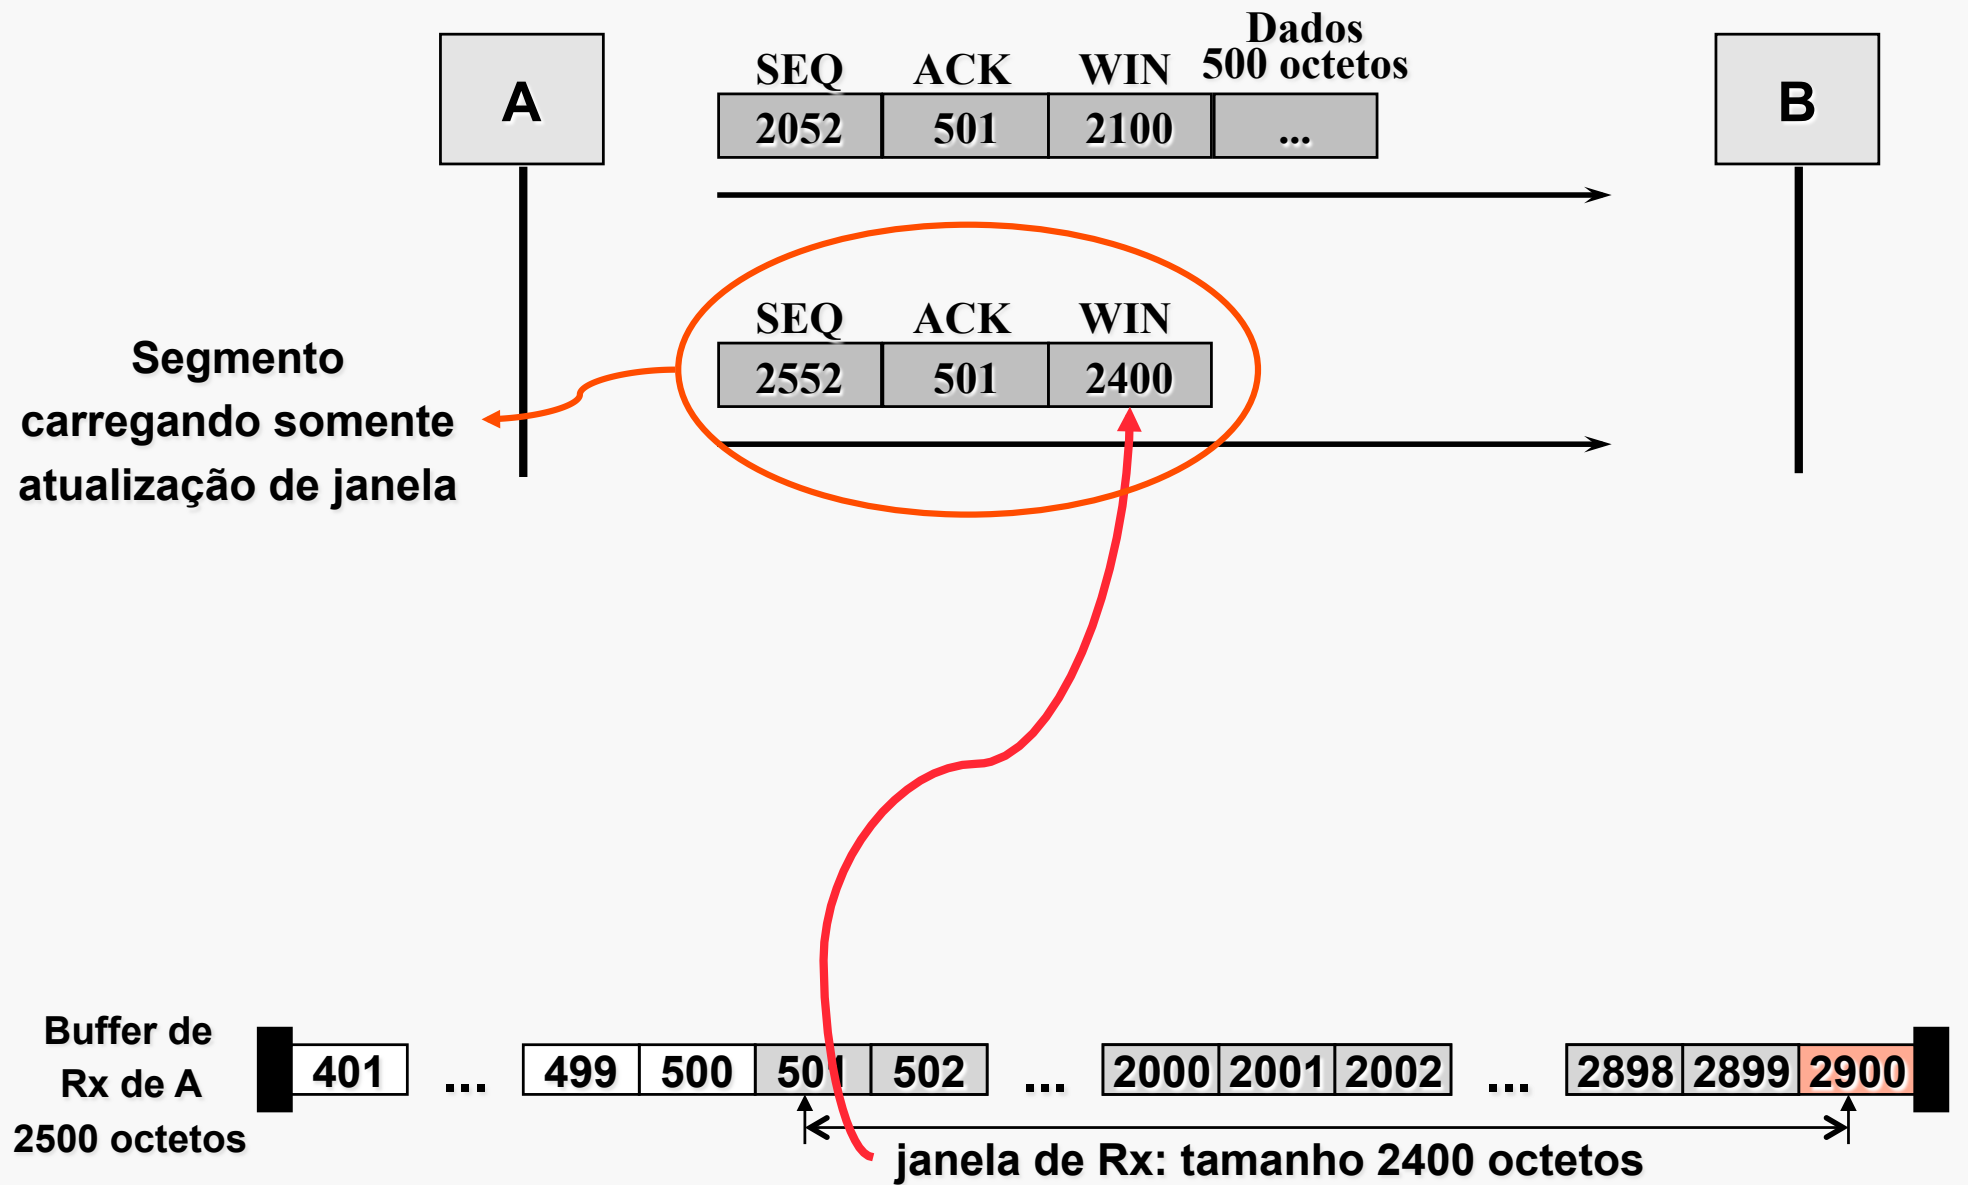 A
B
Dados
500 octetos
SEQ ACK WIN
2052 501 2100 ...
SEQ ACK WIN
2552 501 2400
Segmento
carregando somente
atualização de janela
Buffer de
Rx de A
2500 octetos
401 ... 499 500 501 502 ... 2000 2001 2002 ... 2898 2899 2900
janela de Rx: tamanho 2400 octetos